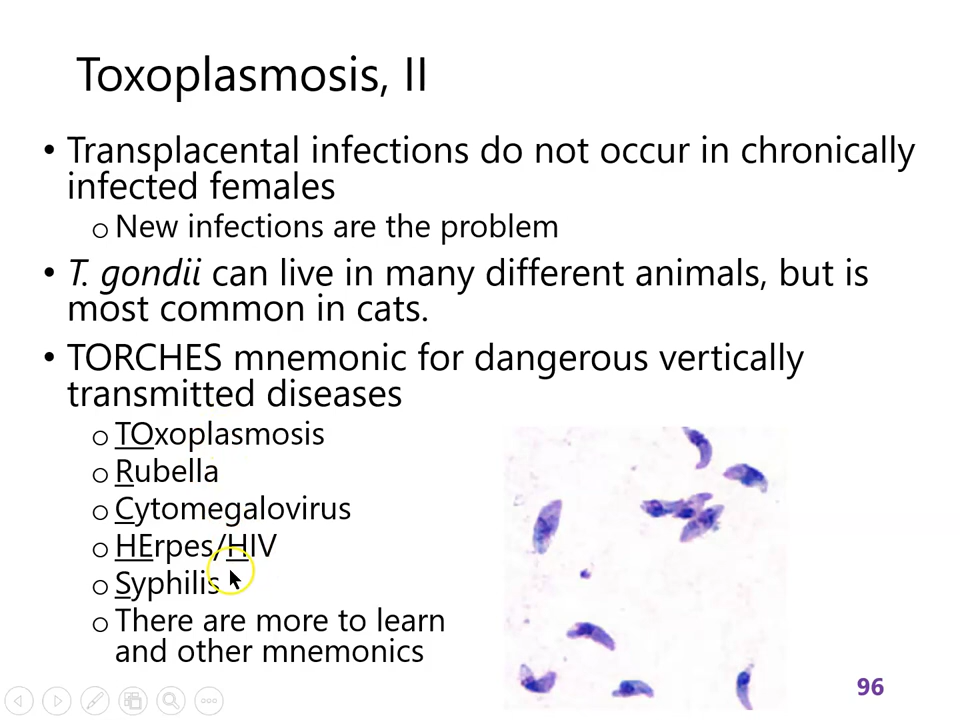 Toxoplasmosis, II
• Transplacental infections do not occur in chronically
infected females
o New infections are the problem
• T. gondii can live in many different animals, but is
most common in cats.
• TORCHES mnemonic for dangerous vertically
transmitted diseases
o TOxoplasmosis
o Rubella
o Cytomegalovirus
o HErpes/HIV
o Syphilis
o There are more to learn
and other mnemonics
96